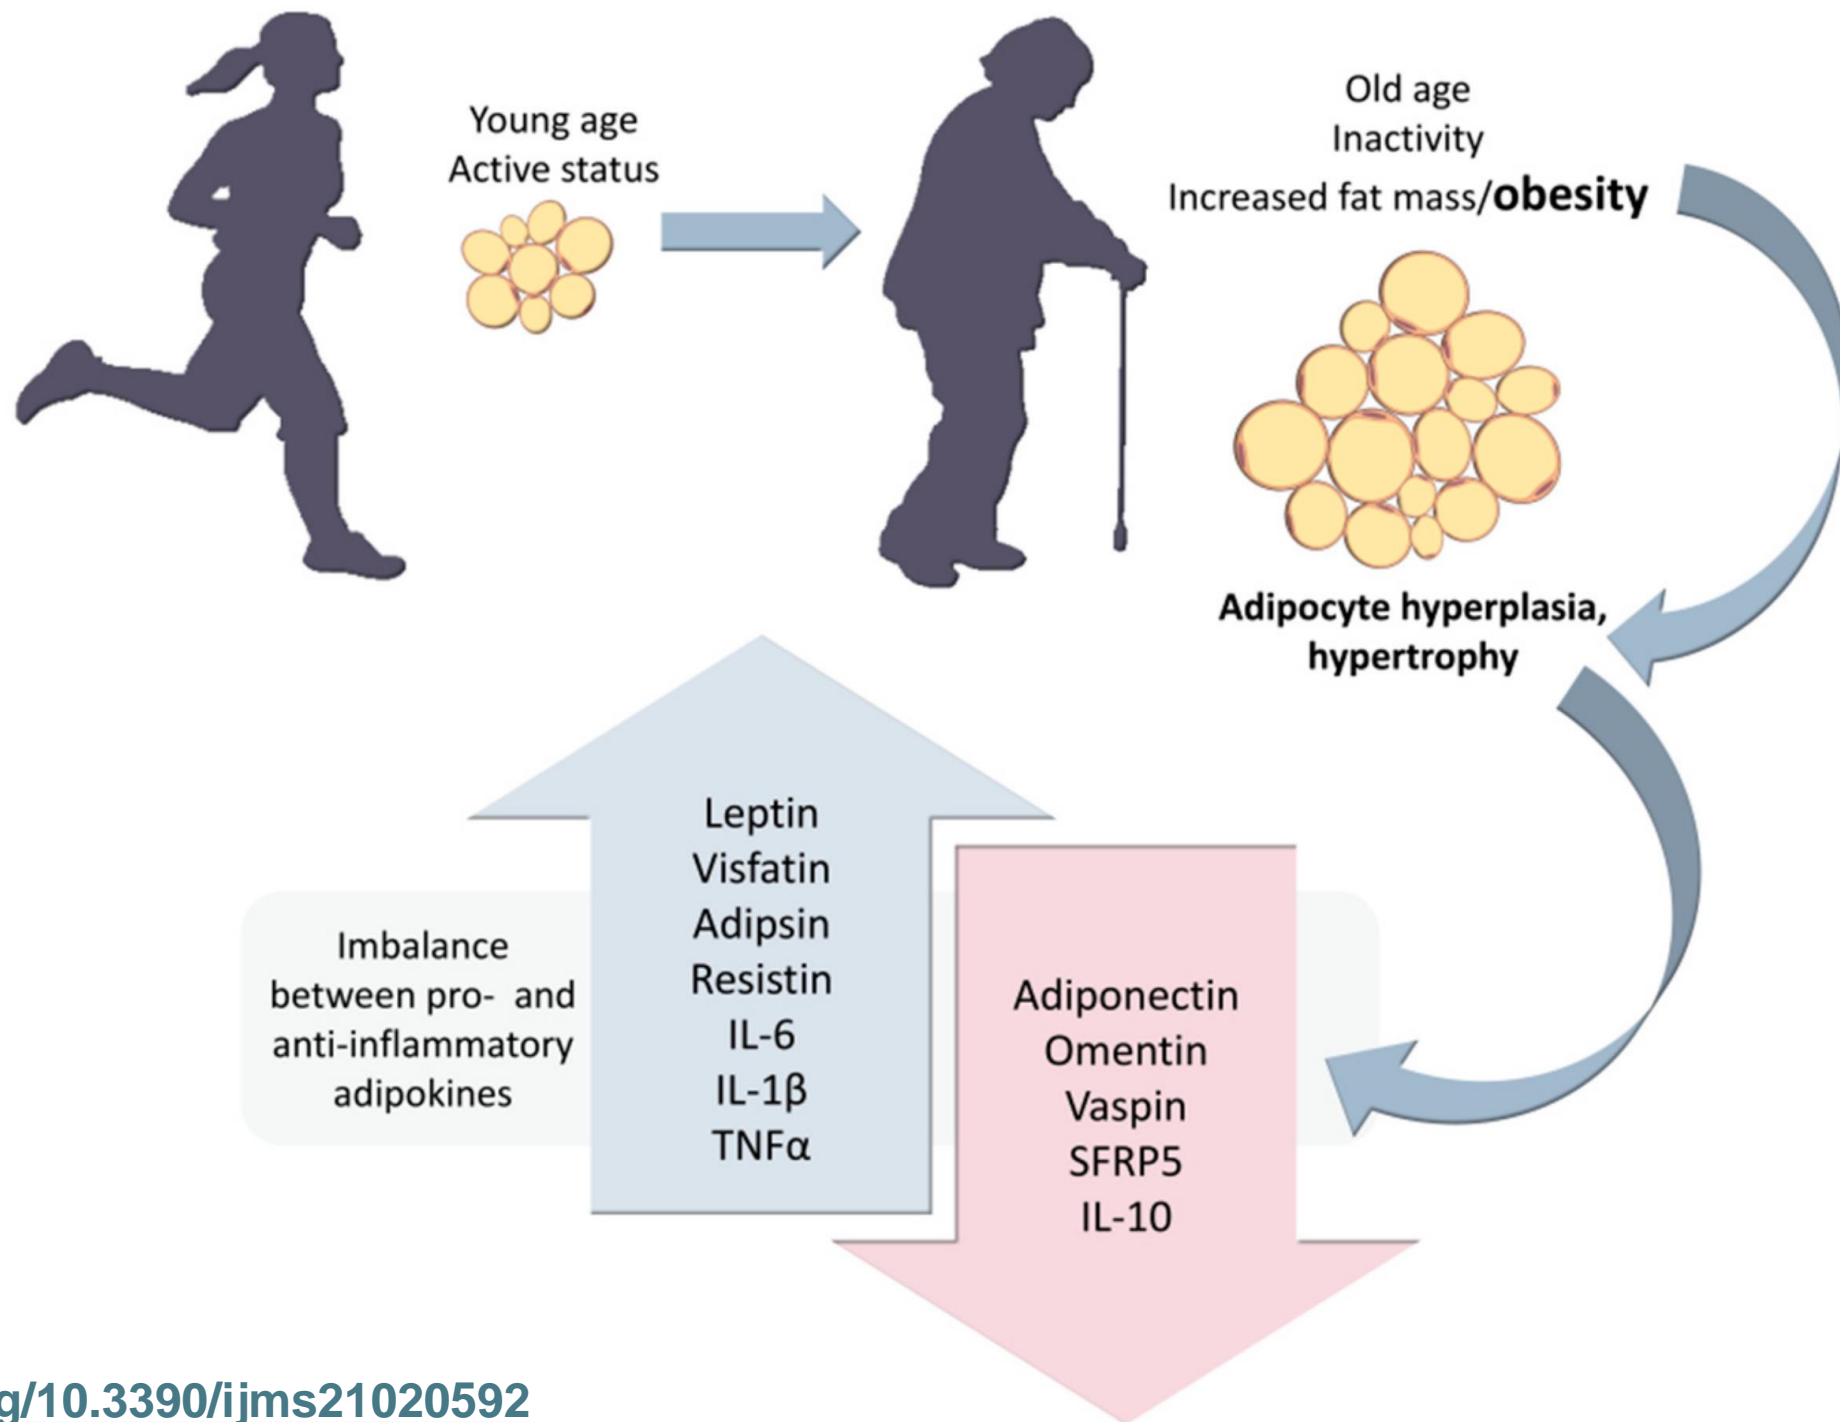 Young age
Active status
Old age
Inactivity
Increased fat mass/obesity
Adipocyte hyperplasia,
hypertrophy
Imbalance
between pro- and
anti-inflammatory
adipokines
Leptin
Visfatin
Adipsin
Resistin
IL-6
IL-1β
TNFα
Adiponectin
Omentin
Vaspin
SFRP5
IL-10
g/10.3390/ijms21020592